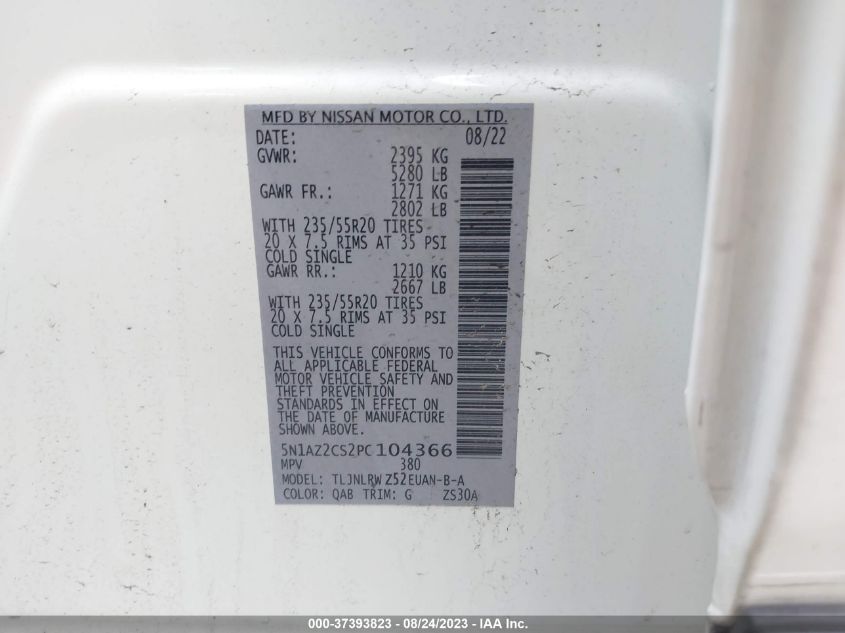 MFD BY NISSAN MOTOR CO., LTD.
DATE: 08/22
GVWR: 2395 KG
5280 LB
GAWR FR.: 1271 KG
2802 LB
WITH 235/55R20 TIRES
20 X 7.5 RIMS AT 35 PSI
COLD SINGLE
GAWR RR.: 1210 KG
2667 LB
WITH 235/55R20 TIRES
20 X 7.5 RIMS AT 35 PSI
COLD SINGLE
THIS VEHICLE CONFORMS TO
ALL APPLICABLE FEDERAL
MOTOR VEHICLE SAFETY AND
THEFT PREVENTION
STANDARDS IN EFFECT ON
THE DATE OF MANUFACTURE
SHOWN ABOVE.
5N1AZ2CS2PC104366
MPV 380
MODEL: TLJNLRW Z52EUAN-B-A
COLOR: QAB TRIM: G ZS30A
000-37393823 - 08/24/2023 - IAA Inc.